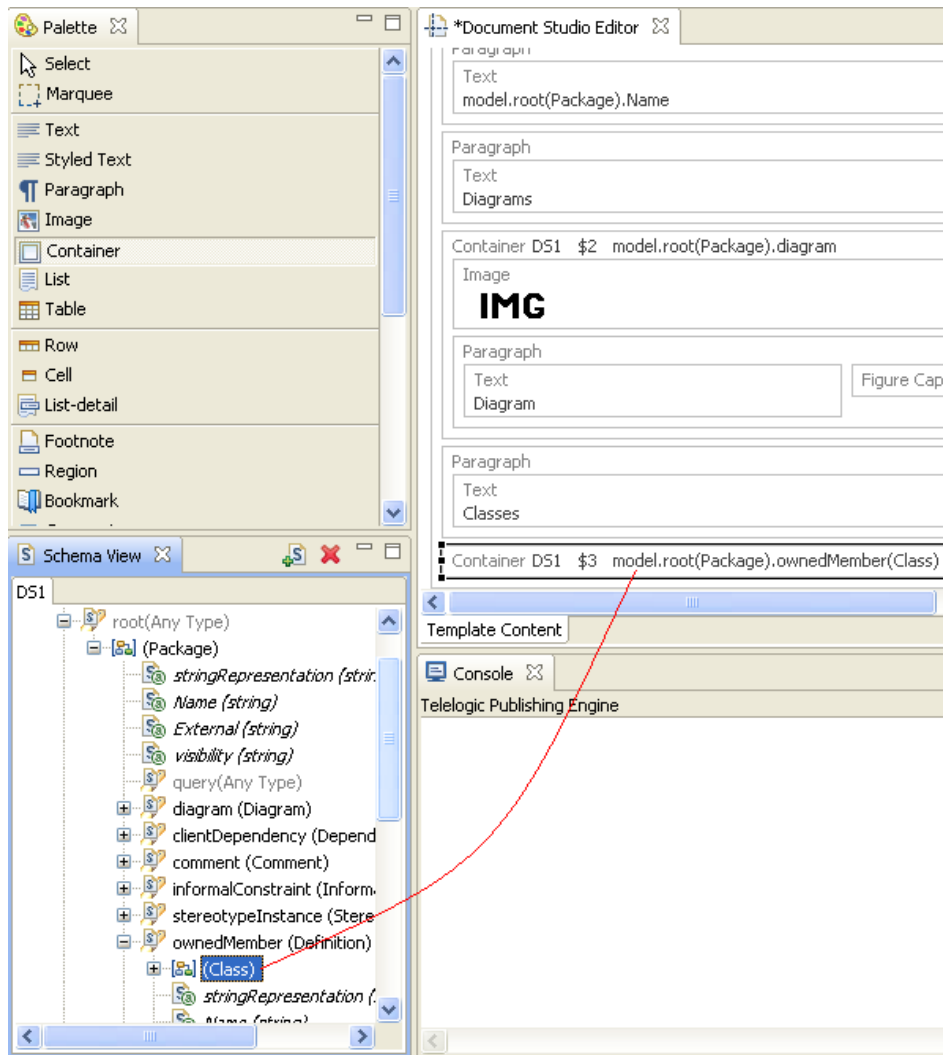 Palette
Select
Marquee
Text
Styled Text
Paragraph
Image
Container
List
Table
Row
Cell
List-detail
Footnote
Region
Bookmark
*Document Studio Editor
Paragraph
Text
model.root(Package).Name
Paragraph
Text
Diagrams
Container DS1 $2 model.root(Package).diagram
Image
IMG
Paragraph
Text
Diagram
Figure Cap
Paragraph
Text
Classes
Container DS1 $3 model.root(Package).ownedMember(Class)
Template Content
Schema View
DS1
root(Any Type)
(Package)
stringRepresentation (strin
Name (string)
External (string)
visibility (string)
query(Any Type)
diagram (Diagram)
clientDependency (Depend
comment (Comment)
informalConstraint (Inform
stereotypeInstance (Stere
ownedMember (Definition)
(Class)
stringRepresentation (
Name (string)
Console
Telelogic Publishing Engine